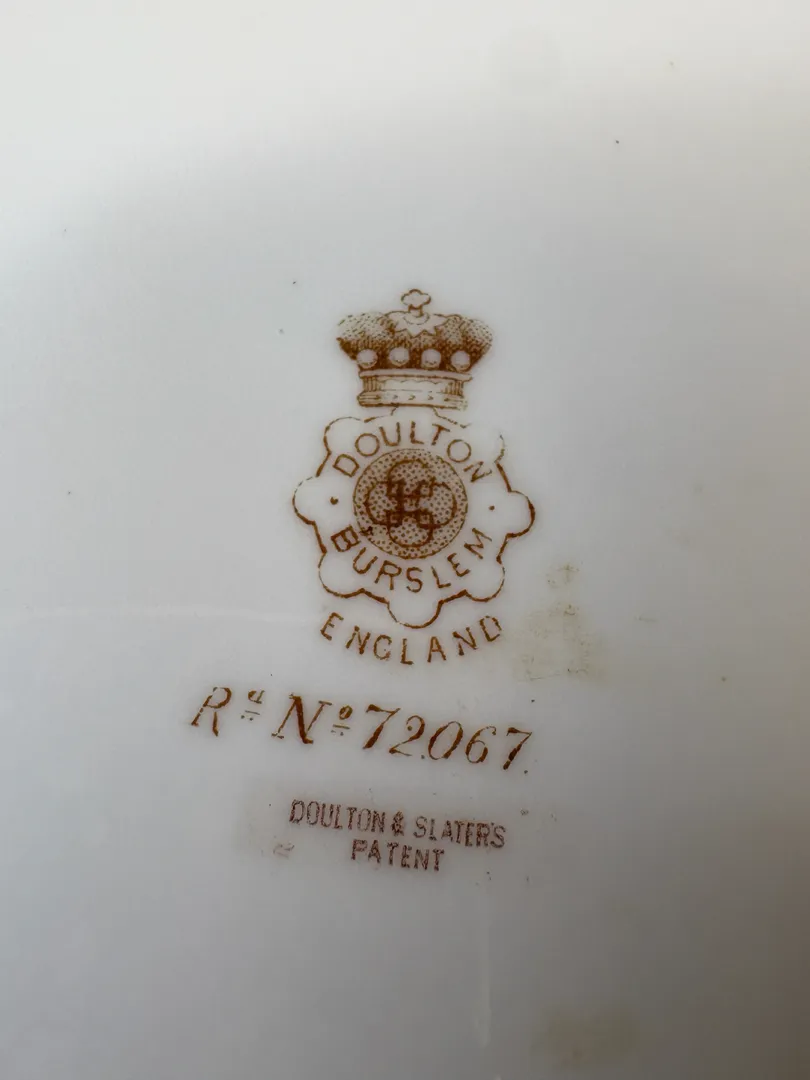 DOULTON
BURSLEM
ENGLAND
Rᵈ Nº 72067.
DOULTON & SLATER'S
PATENT